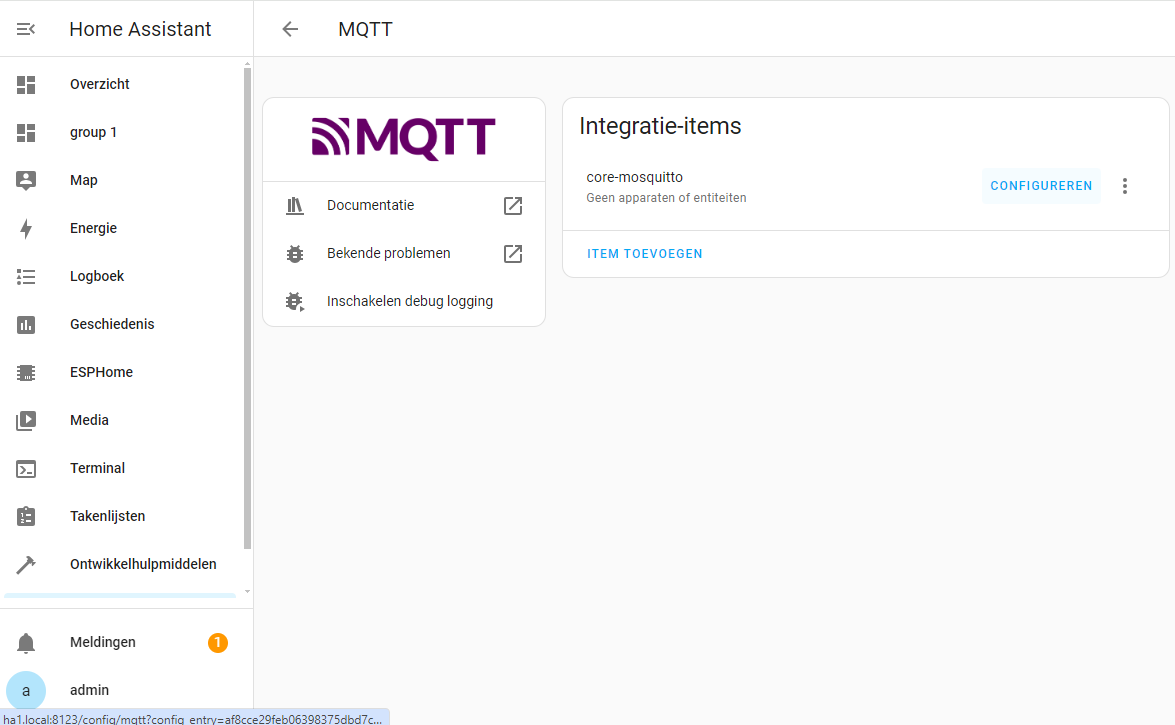 Home Assistant
MQTT
Overzicht
group 1
Map
Energie
Logboek
Geschiedenis
ESPHome
Media
Terminal
Takenlijsten
Ontwikkelhulpmiddelen
Meldingen
1
a
admin
MQTT
Documentatie
Bekende problemen
Inschakelen debug logging
Integratie-items
core-mosquitto
Geen apparaten of entiteiten
CONFIGUREREN
ITEM TOEVOEGEN
ha1.local:8123/config/mqtt?config_entry=af8cce29feb06398375dbd7c...